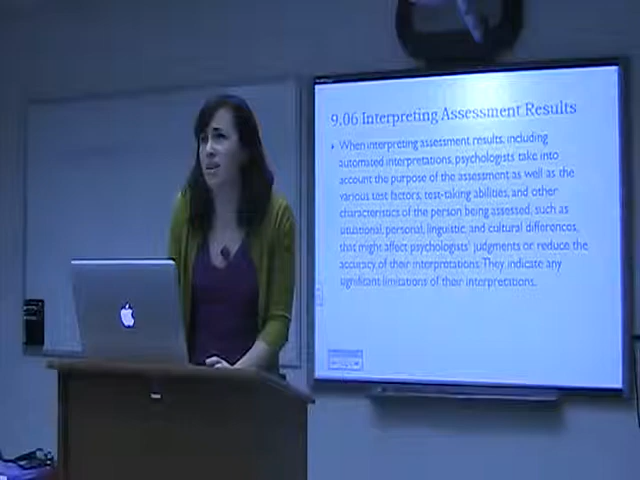 9.06 Interpreting Assessment Results
When interpreting assessment results, including
automated interpretations, psychologists take into
account the purpose of the assessment as well as the
various test factors, test-taking abilities, and other
characteristics of the person being assessed, such as
situational, personal, linguistic, and cultural differences,
that might affect psychologists' judgments or reduce the
accuracy of their interpretations. They indicate any
significant limitations of their interpretations.